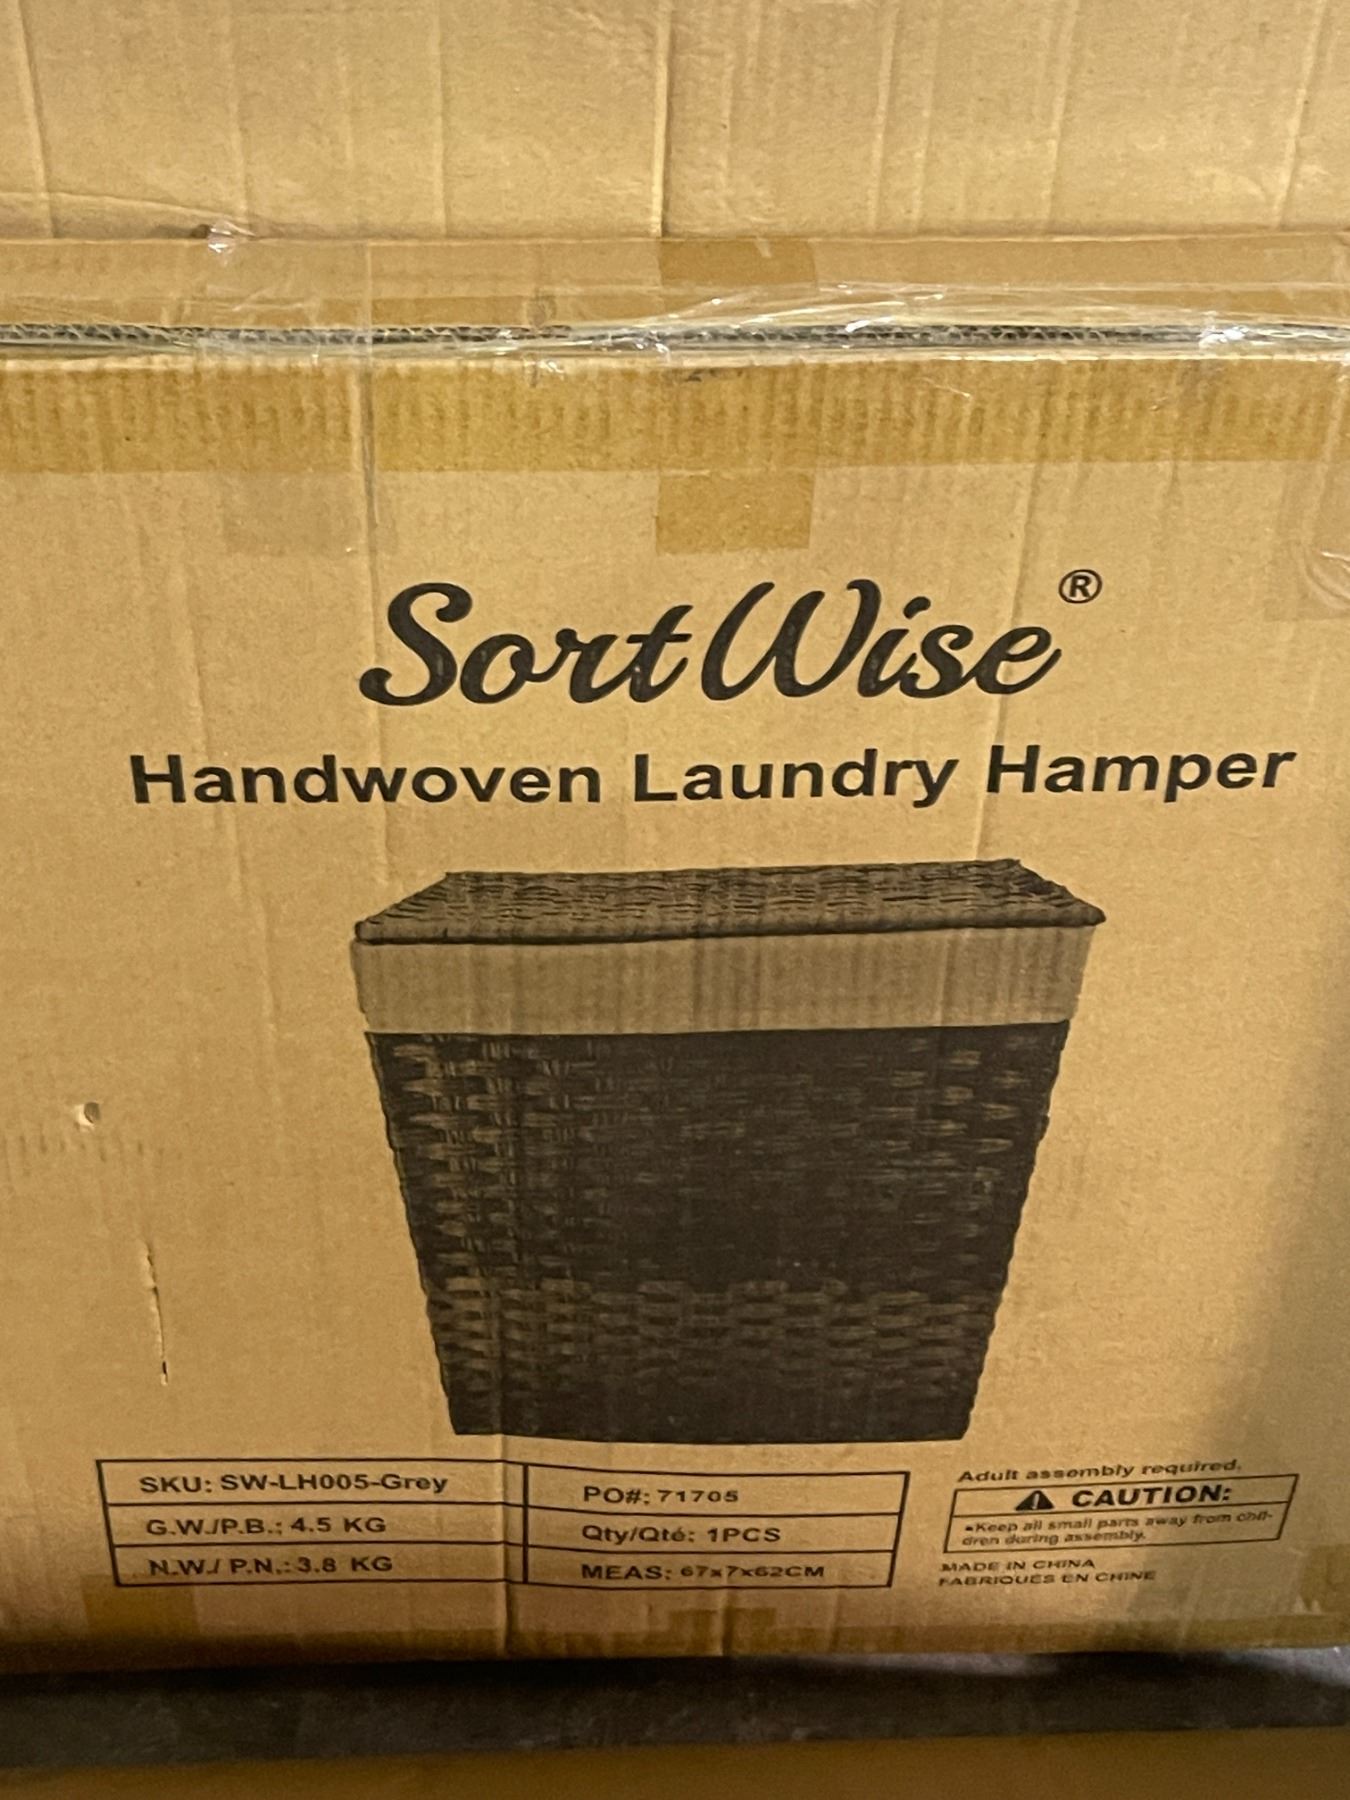 SortWise®
Handwoven Laundry Hamper
SKU: SW-LH005-Grey
G.W./P.B.: 4.5 KG
N.W./ P.N.: 3.8 KG
PO#: 71705
Qty/Qté: 1PCS
MEAS: 67x7x62CM
Adult assembly required.
CAUTION:
Keep all small parts away from chil-
dren during assembly.
MADE IN CHINA
FABRIQUÉS EN CHINE